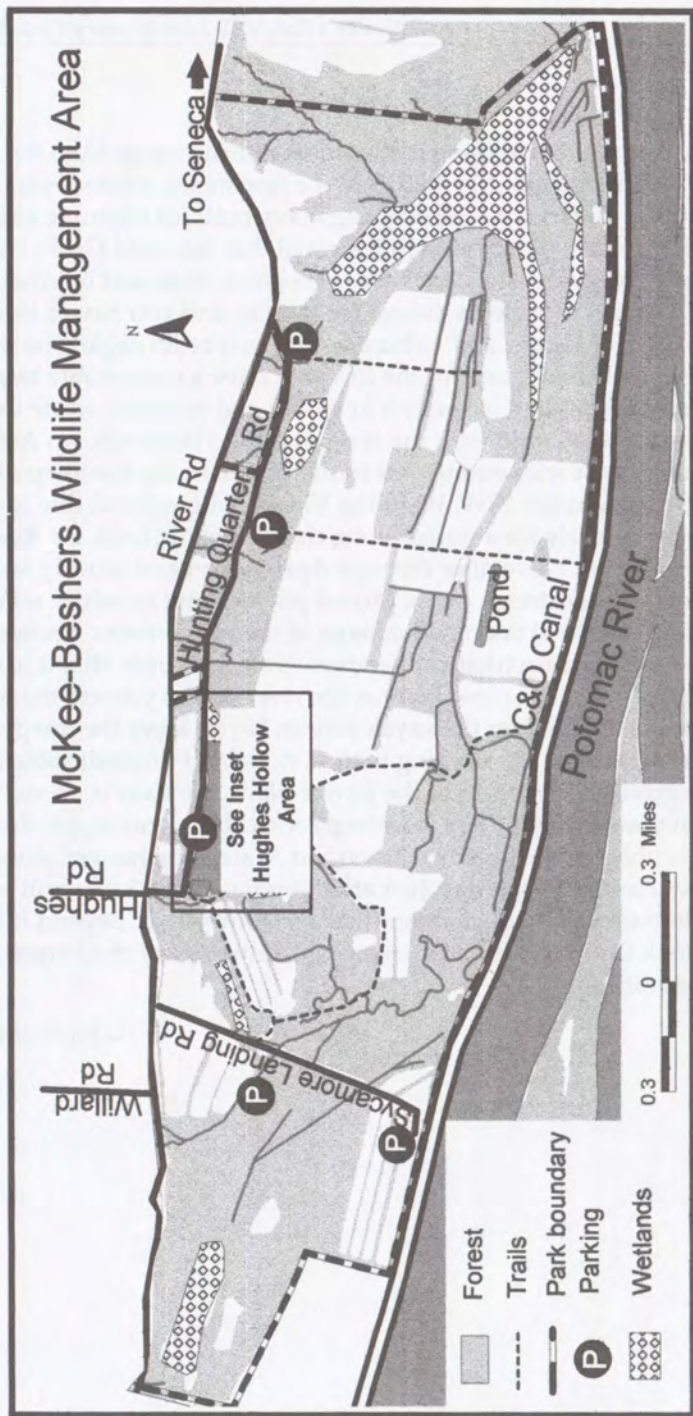 McKee-Beshers Wildlife Management Area
N
To Seneca
Willard
Rd
Hughes
Rd
River Rd
Hunting Quarter Rd
P
P
P
P
P
See Inset
Hughes Hollow
Area
Sycamore Landing Rd
Pond
C&O Canal
Potomac River
Forest
Trails
Park boundary
P Parking
Wetlands
0.3 0 0.3 Miles